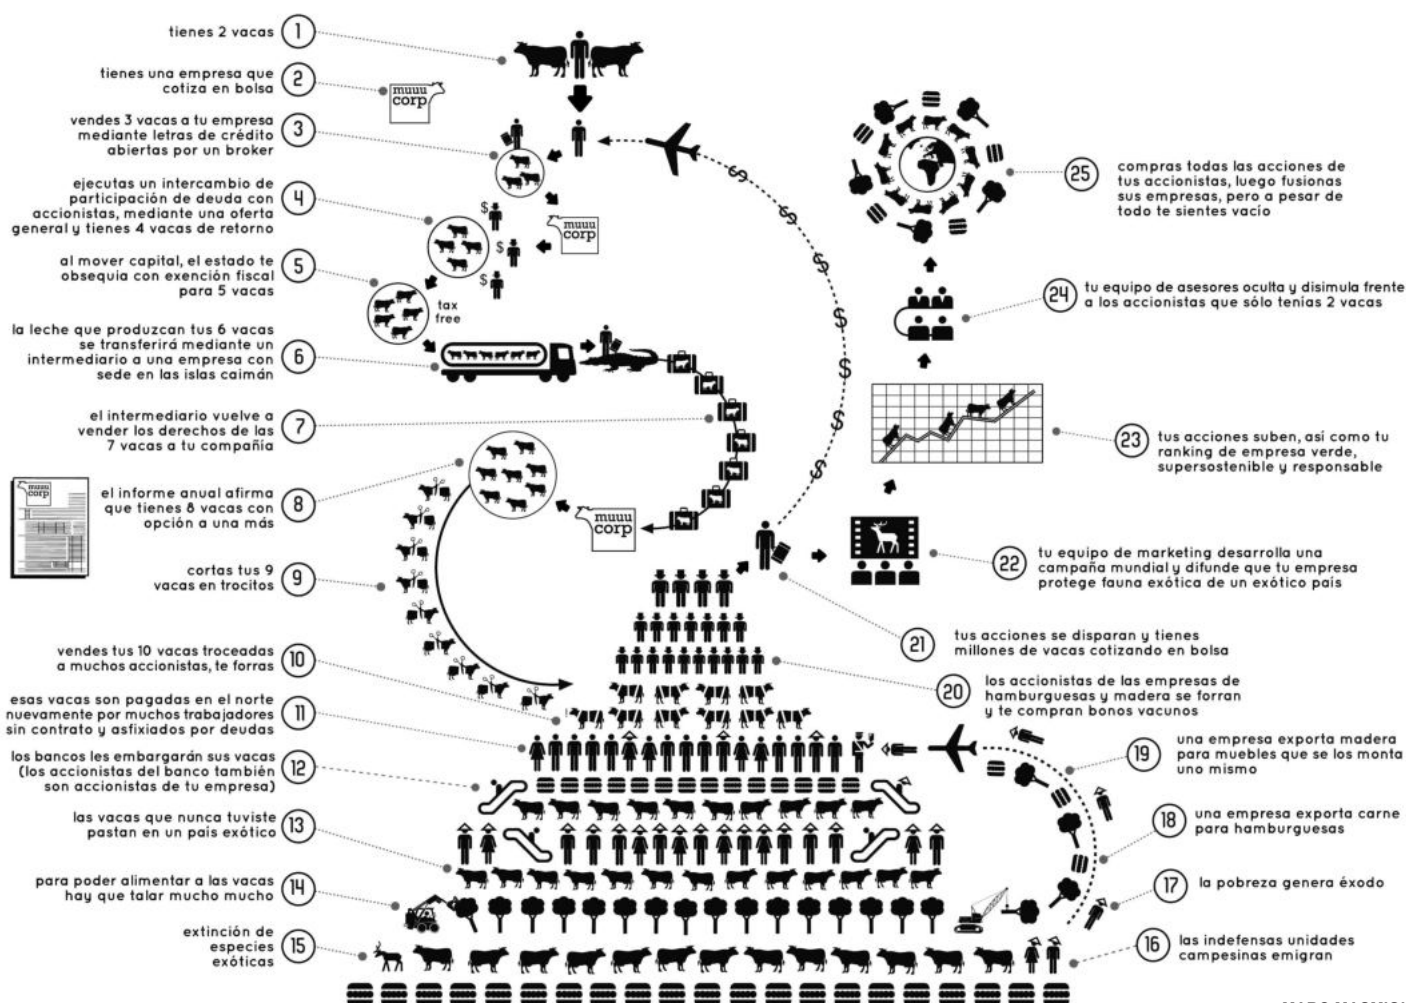 tienes 2 vacas
1
tienes una empresa que
cotiza en bolsa
2
muuu
corp
vendes 3 vacas a tu empresa
mediante letras de crédito
abiertas por un broker
3
ejecutas un intercambio de
participación de deuda con
accionistas, mediante una oferta
general y tienes 4 vacas de retorno
4
$
$
$
muuu
corp
al mover capital, el estado te
obsequia con exención fiscal
para 5 vacas
5
tax
free
la leche que produzcan tus 6 vacas
se transferirá mediante un
intermediario a una empresa con
sede en las islas caimán
6
el intermediario vuelve a
vender los derechos de las
7 vacas a tu compañía
7
muuu
corp
el informe anual afirma
que tienes 8 vacas con
opción a una más
8
muuu
corp
cortas tus 9
vacas en trocitos
9
vendes tus 10 vacas troceadas
a muchos accionistas, te forras
10
esas vacas son pagadas en el norte
nuevamente por muchos trabajadores
sin contrato y asfixiados por deudas
11
los bancos les embargarán sus vacas
(los accionistas del banco también
son accionistas de tu empresa)
12
las vacas que nunca tuviste
pastan en un país exótico
13
para poder alimentar a las vacas
hay que talar mucho mucho
14
extinción de
especies
exóticas
15
16
las indefensas unidades
campesinas emigran
17
la pobreza genera éxodo
18
una empresa exporta carne
para hamburguesas
19
una empresa exporta madera
para muebles que se los monta
uno mismo
20
los accionistas de las empresas de
hamburguesas y madera se forran
y te compran bonos vacunos
21
tus acciones se disparan y tienes
millones de vacas cotizando en bolsa
$
$
$
$
$
$
$
22
tu equipo de marketing desarrolla una
campaña mundial y difunde que tu empresa
protege fauna exótica de un exótico país
23
tus acciones suben, así como tu
ranking de empresa verde,
supersostenible y responsable
24
tu equipo de asesores oculta y disimula frente
a los accionistas que sólo tenías 2 vacas
25
compras todas las acciones de
tus accionistas, luego fusionas
sus empresas, pero a pesar de
todo te sientes vacío